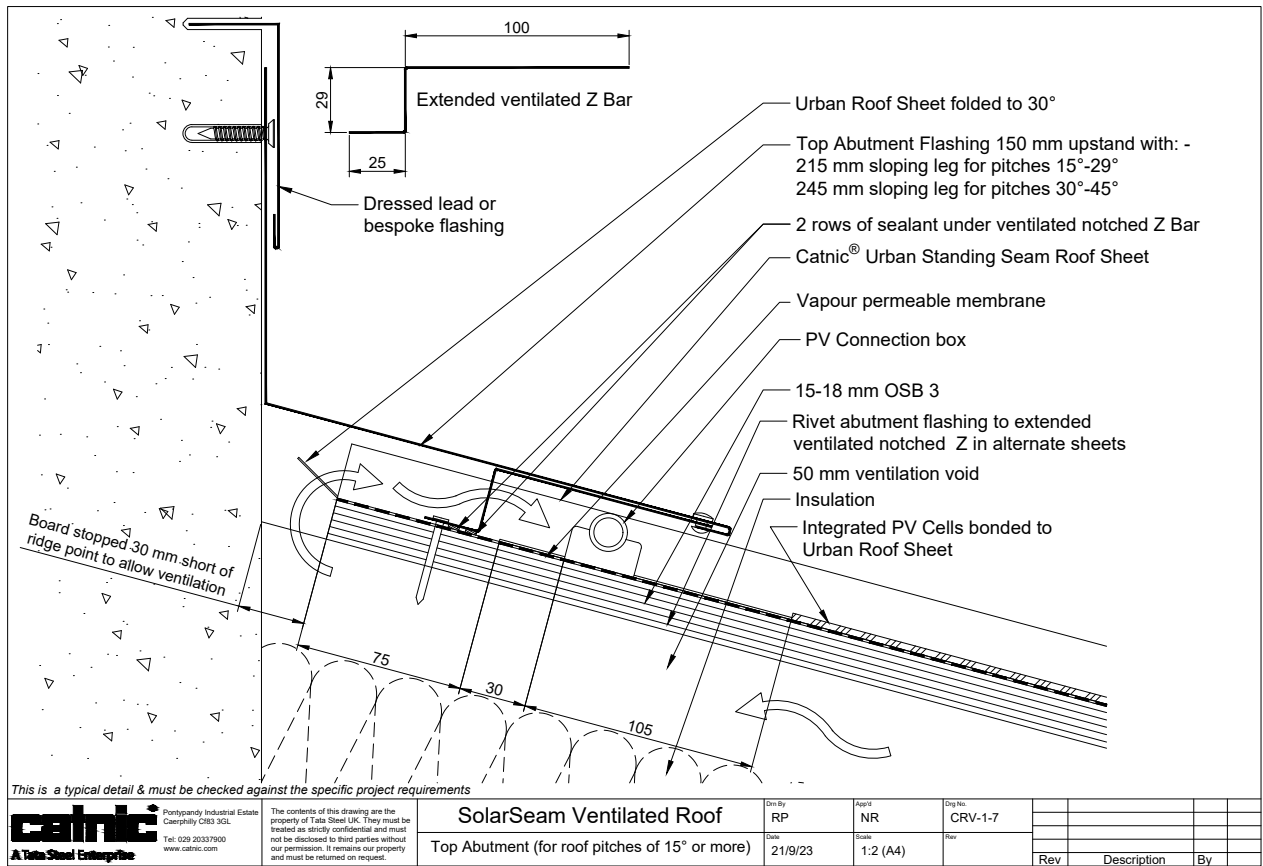 100
29
Extended ventilated Z Bar
25
Dressed lead or
bespoke flashing
Urban Roof Sheet folded to 30°
Top Abutment Flashing 150 mm upstand with: -
215 mm sloping leg for pitches 15°-29°
245 mm sloping leg for pitches 30°-45°
2 rows of sealant under ventilated notched Z Bar
Catnic® Urban Standing Seam Roof Sheet
Vapour permeable membrane
PV Connection box
15-18 mm OSB 3
Rivet abutment flashing to extended
ventilated notched Z in alternate sheets
50 mm ventilation void
Insulation
Integrated PV Cells bonded to
Urban Roof Sheet
Board stopped 30 mm short of
ridge point to allow ventilation
75
30
105
This is a typical detail & must be checked against the specific project requirements
catnic
A Tata Steel Enterprise
Pontypandy Industrial Estate
Caerphilly Cf83 3GL
Tel: 029 20337900
www.catnic.com
The contents of this drawing are the
property of Tata Steel UK. They must be
treated as strictly confidential and must
not be disclosed to third parties without
our permission. It remains our property
and must be returned on request.
SolarSeam Ventilated Roof
Top Abutment (for roof pitches of 15° or more)
Drn By
RP
App'd
NR
Drg No.
CRV-1-7
Date
21/9/23
Scale
1:2 (A4)
Rev
Rev Description By